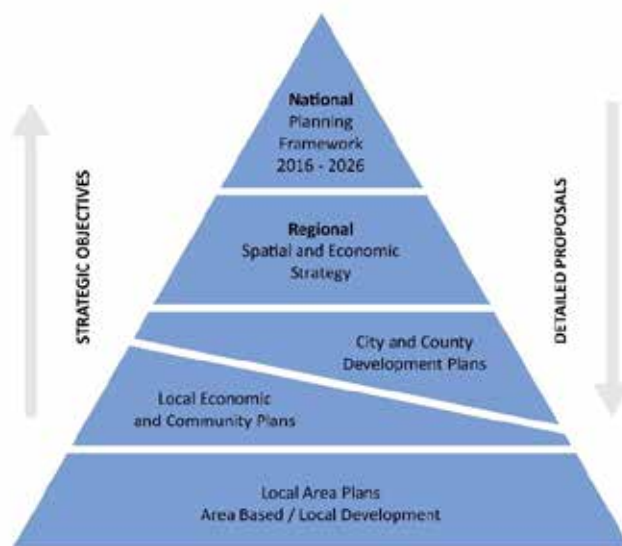 National
Planning
Framework
2016 - 2026
STRATEGIC OBJECTIVES
DETAILED PROPOSALS
Regional
Spatial and Economic
Strategy
City and County
Development Plans
Local Economic
and Community Plans
Local Area Plans
Area Based / Local Development